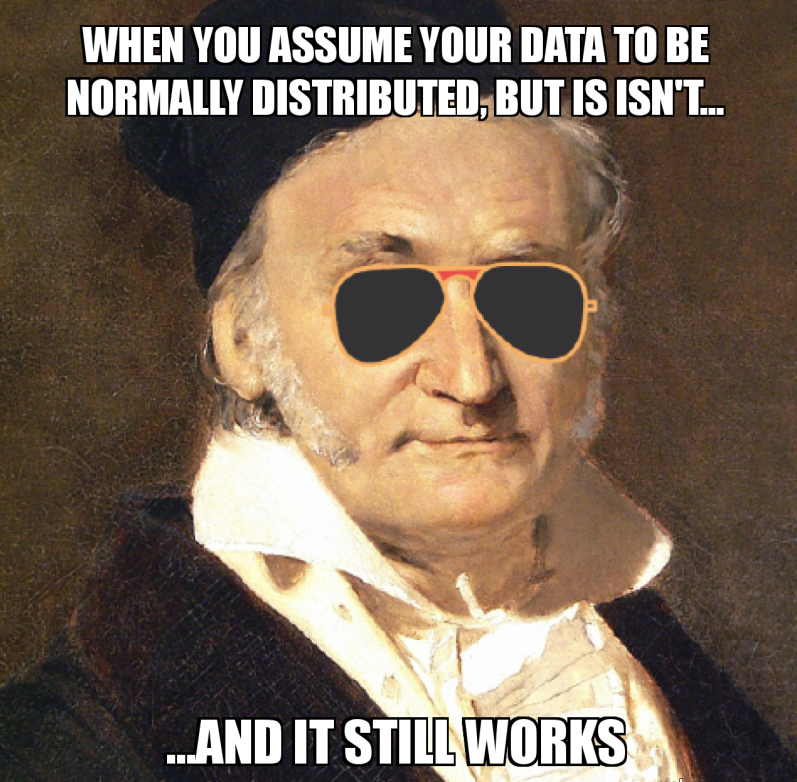 WHEN YOU ASSUME YOUR DATA TO BE
NORMALLY DISTRIBUTED, BUT IS ISN'T...
...AND IT STILL WORKS